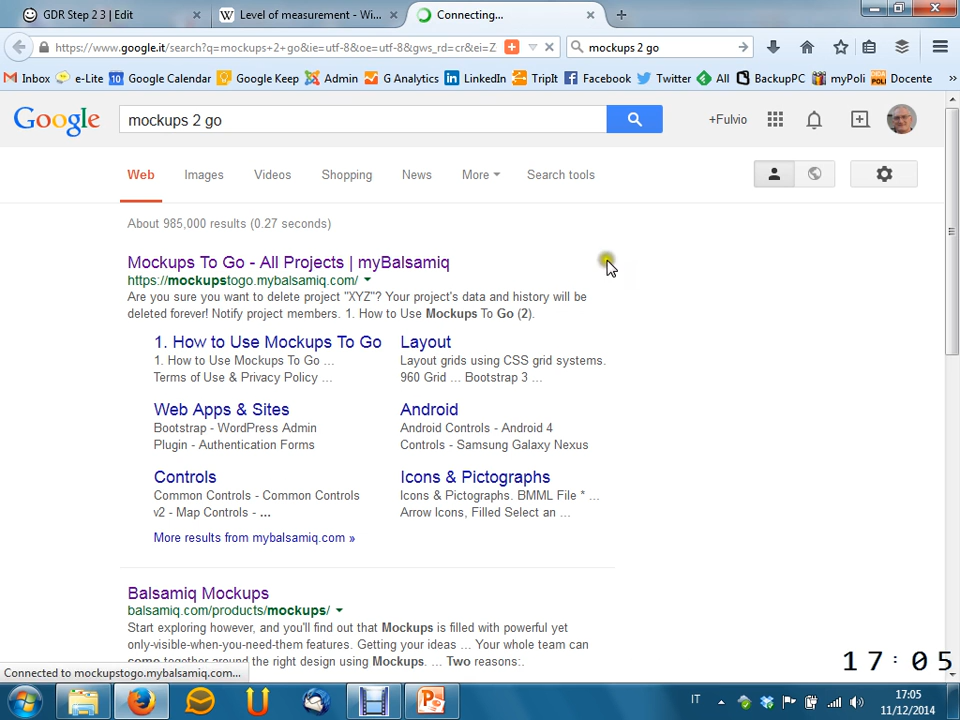 GDR Step 2 3 | Edit
Level of measurement - Wi...
Connecting...
https://www.google.it/search?q=mockups+2+go&ie=utf-8&oe=utf-8&gws_rd=cr&ei=Z
mockups 2 go
Inbox
e-Lite
10 Google Calendar
Google Keep
Admin
G Analytics
LinkedIn
TripIt
Facebook
Twitter
All
BackupPC
myPoli
Docente
Google
mockups 2 go
+Fulvio
Web
Images
Videos
Shopping
News
More
Search tools
About 985,000 results (0.27 seconds)
Mockups To Go - All Projects | myBalsamiq
https://mockupstogo.mybalsamiq.com/
Are you sure you want to delete project "XYZ"? Your project's data and history will be
deleted forever! Notify project members. 1. How to Use Mockups To Go (2).
1. How to Use Mockups To Go
1. How to Use Mockups To Go ...
Terms of Use & Privacy Policy ...
Layout
Layout grids using CSS grid systems.
960 Grid ... Bootstrap 3 ...
Web Apps & Sites
Bootstrap - WordPress Admin
Plugin - Authentication Forms
Android
Android Controls - Android 4
Controls - Samsung Galaxy Nexus
Controls
Common Controls - Common Controls
v2 - Map Controls - ...
Icons & Pictographs
Icons & Pictographs. BMML File * ...
Arrow Icons, Filled Select an ...
More results from mybalsamiq.com »
Balsamiq Mockups
balsamiq.com/products/mockups/
Start exploring however, and you'll find out that Mockups is filled with powerful yet
only-visible-when-you-need-them features. Getting your ideas ... Your whole team can
come together around the right design using Mockups. ... Two reasons:.
Connected to mockupstogo.mybalsamiq.com...
17:05
IT
17:05
11/12/2014